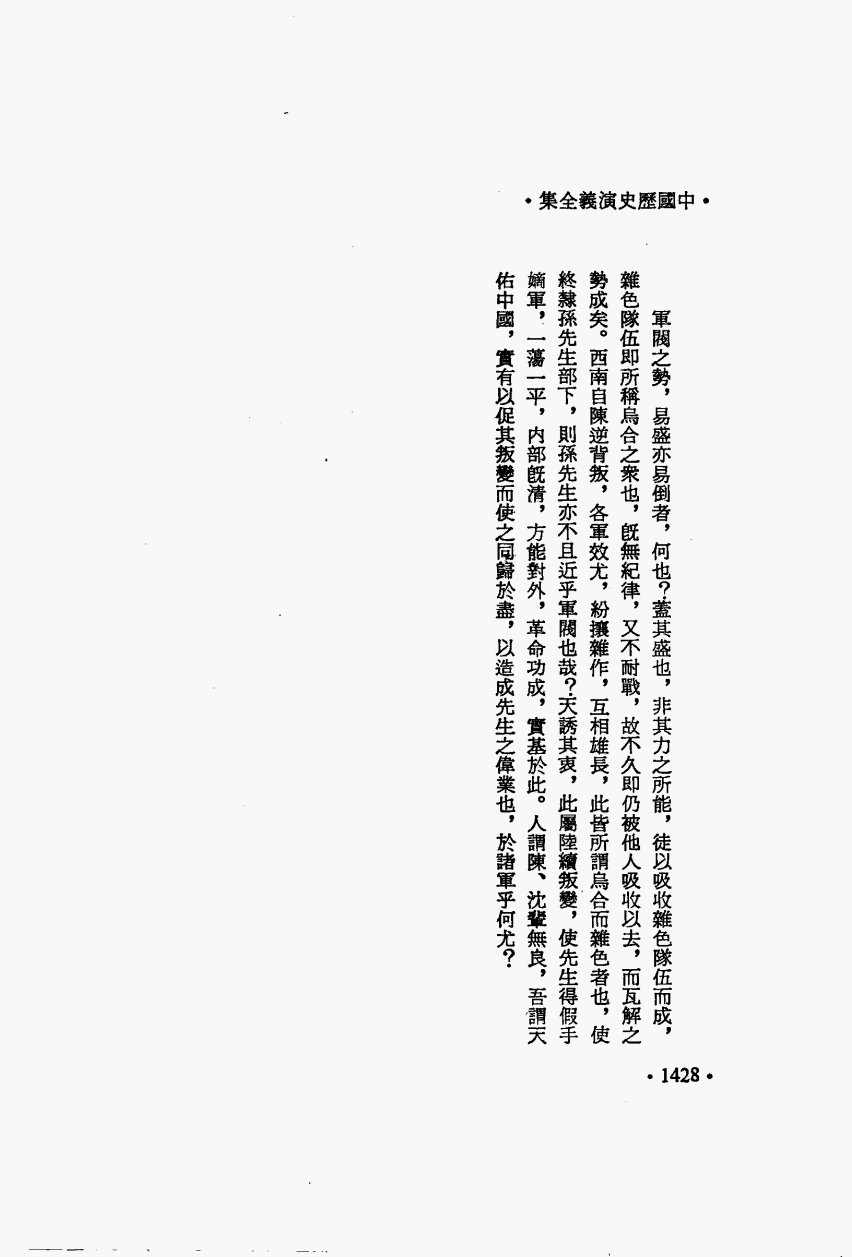 •中國歷史演義全集•
軍閥之勢，易盛亦易倒者，何也？蓋其盛也，非其力之所能，徒以吸收雜色隊伍而成，
雜色隊伍即所稱烏合之衆也，旣無紀律，又不耐戰，故不久即仍被他人吸收以去，而瓦解之
勢成矣。西南自陳逆背叛，各軍效尤，紛攘雜作，互相雄長，此皆所謂烏合而雜色者也，使
終隸孫先生部下，則孫先生亦不且近乎軍閥也哉？天誘其衷，此屬陸續叛變，使先生得假手
嫡軍，一蕩一平，內部旣清，方能對外，革命功成，實基於此。人謂陳、沈輩無良，吾謂天
佑中國，實有以促其叛變而使之同歸於盡，以造成先生之偉業也，於諸軍乎何尤？
•1428•